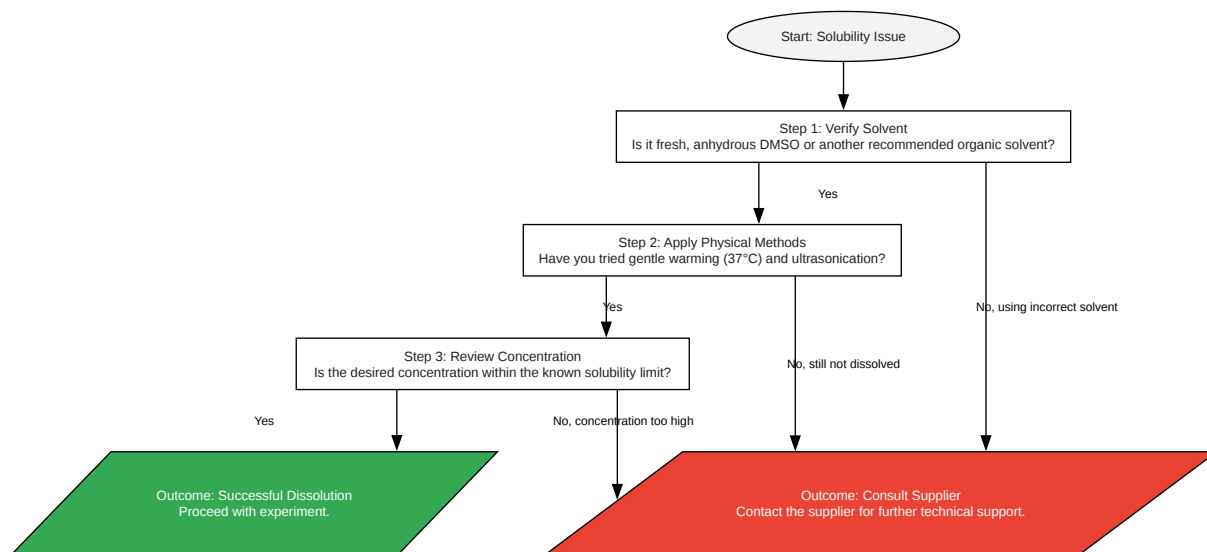 Start: Solubility Issue
Step 1: Verify Solvent
Is it fresh, anhydrous DMSO or another recommended organic solvent?
Yes
Step 2: Apply Physical Methods
Have you tried gentle warming (37°C) and ultrasonication?
Yes
No, using incorrect solvent
Step 3: Review Concentration
Is the desired concentration within the known solubility limit?
No, still not dissolved
Yes
No, concentration too high
Outcome: Successful Dissolution
Proceed with experiment.
Outcome: Consult Supplier
Contact the supplier for further technical support.